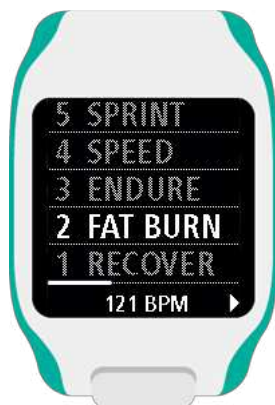 5 SPRINT
4 SPEED
3 ENDURE
2 FAT BURN
1 RECOVER
121 BPM